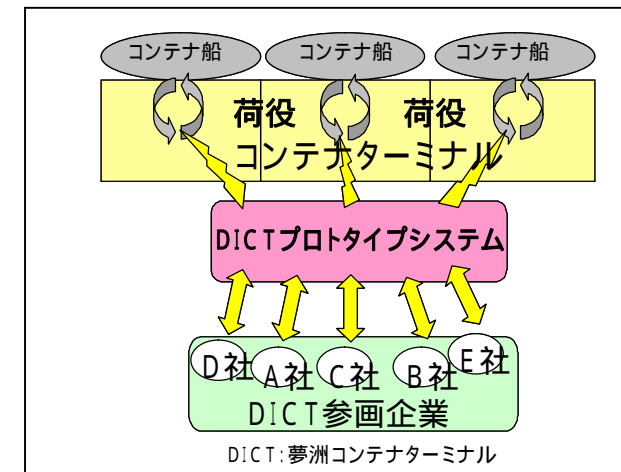 コンテナ船 コンテナ船 コンテナ船
荷役 荷役
コンテナターミナル
DICTプロトタイプシステム
D社 A社 C社 B社 E社
DICT参画企業
DICT:夢洲コンテナターミナル